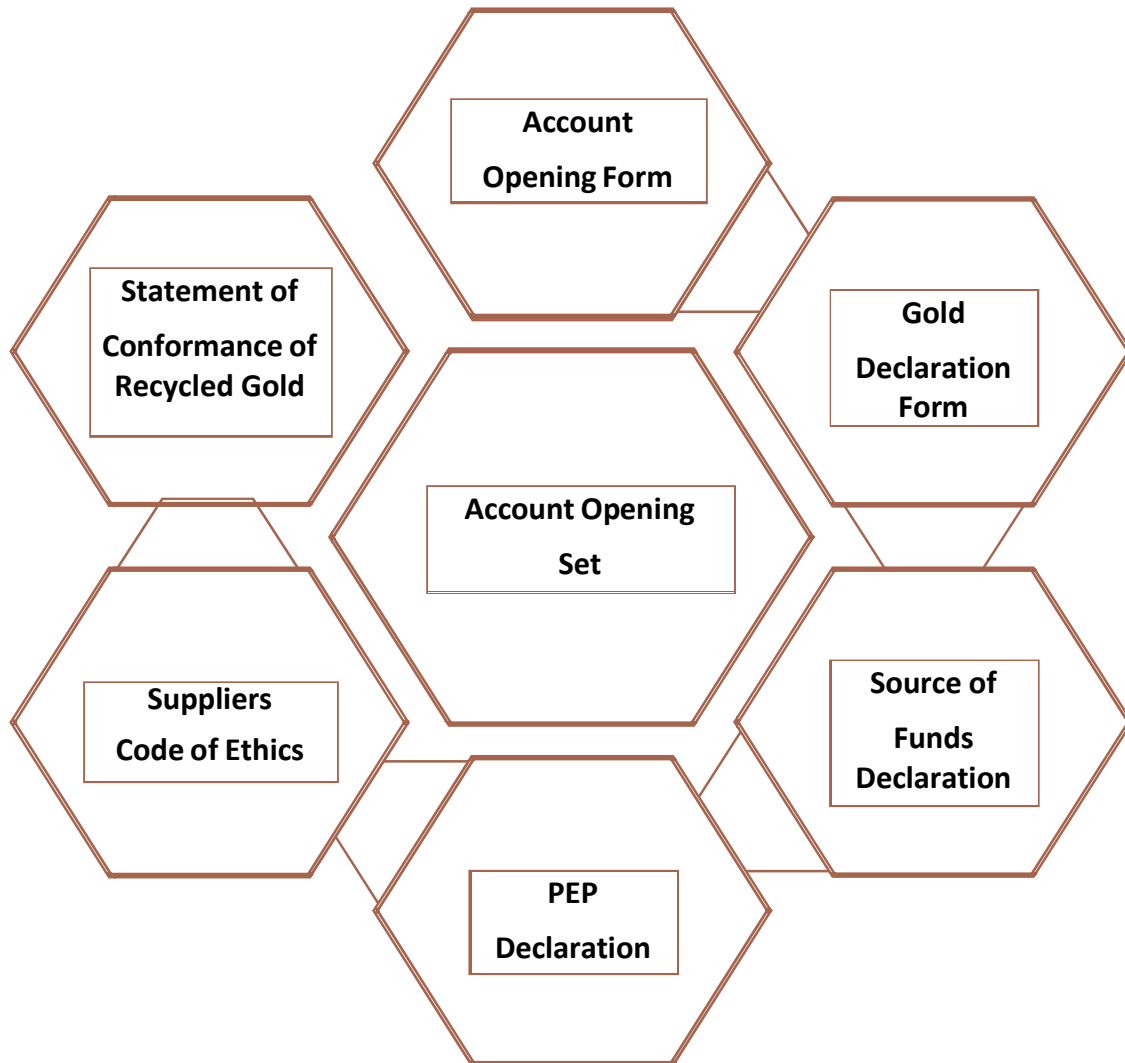 Account
Opening Form
Statement of
Conformance of
Recycled Gold
Gold
Declaration
Form
Account Opening
Set
Suppliers
Code of Ethics
Source of
Funds
Declaration
PEP
Declaration